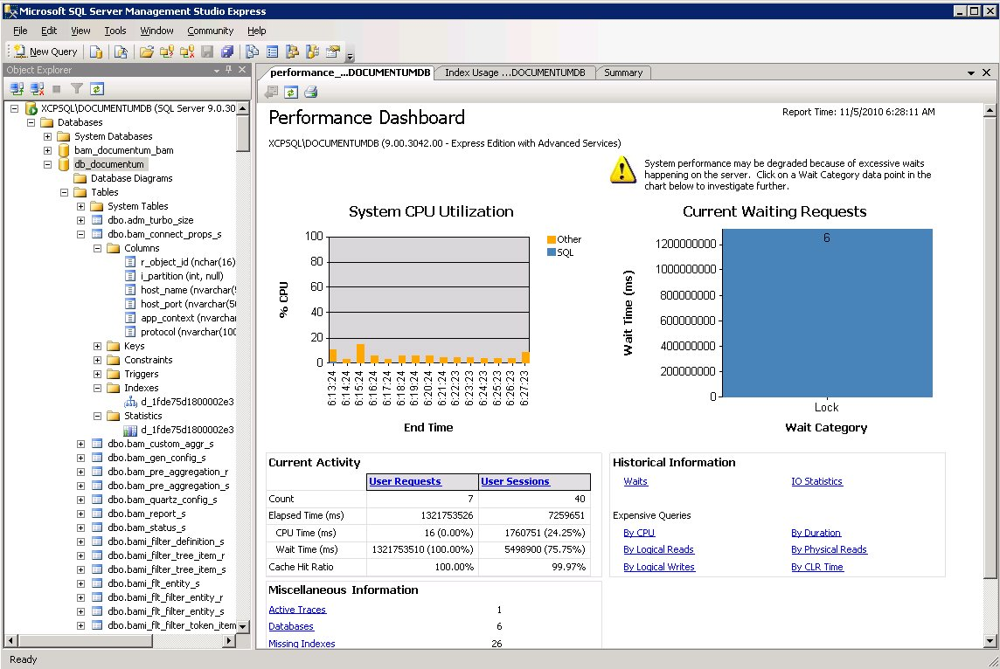 Microsoft SQL Server Management Studio Express
File Edit View Tools Window Community Help
New Query
Object Explorer
XCPSQL\DOCUMENTUMDB (SQL Server 9.0.30
Databases
System Databases
bam_documentum_bam
db_documentum
Database Diagrams
Tables
System Tables
dbo.adm_turbo_size
dbo.bam_connect_props_s
Columns
r_object_id (nchar(16)
i_partition (int, null)
host_name (nvarchar(
host_port (nvarchar(50
app_context (nvarchar
protocol (nvarchar(100
Keys
Constraints
Triggers
Indexes
d_1fde75d1800002e3
Statistics
d_1fde75d1800002e3
dbo.bam_custom_aggr_s
dbo.bam_gen_config_s
dbo.bam_pre_aggregation_r
dbo.bam_pre_aggregation_s
dbo.bam_quartz_config_s
dbo.bam_report_s
dbo.bam_status_s
dbo.bami_filter_definition_s
dbo.bami_filter_tree_item_r
dbo.bami_filter_tree_item_s
dbo.bami_flt_entity_s
dbo.bami_flt_filter_entity_r
dbo.bami_flt_filter_entity_s
dbo.bami_flt_filter_token_item
performance_...DOCUMENTUMDB Index Usage ...DOCUMENTUMDB Summary
Performance Dashboard
Report Time: 11/5/2010 6:28:11 AM
XCPSQL\DOCUMENTUMDB (9.00.3042.00 - Express Edition with Advanced Services)
System performance may be degraded because of excessive waits
happening on the server. Click on a Wait Category data point in the
chart below to investigate further.
System CPU Utilization
100
80
60
40
20
0
% CPU
6:13:24 6:14:24 6:15:24 6:16:24 6:17:24 6:18:24 6:19:24 6:20:24 6:21:24 6:22:23 6:23:23 6:24:23 6:25:23 6:26:23 6:27:23
End Time
Other
SQL
Current Waiting Requests
6
1200000000
1000000000
800000000
600000000
400000000
200000000
0
Wait Time (ms)
Lock
Wait Category
Current Activity
User Requests User Sessions
Count 7 40
Elapsed Time (ms) 1321753526 7259651
CPU Time (ms) 16 (0.00%) 1760751 (24.25%)
Wait Time (ms) 1321753510 (100.00%) 5498900 (75.75%)
Cache Hit Ratio 100.00% 99.97%
Historical Information
Waits IO Statistics
Expensive Queries
By CPU By Duration
By Logical Reads By Physical Reads
By Logical Writes By CLR Time
Miscellaneous Information
Active Traces 1
Databases 6
Missing Indexes 26
Ready